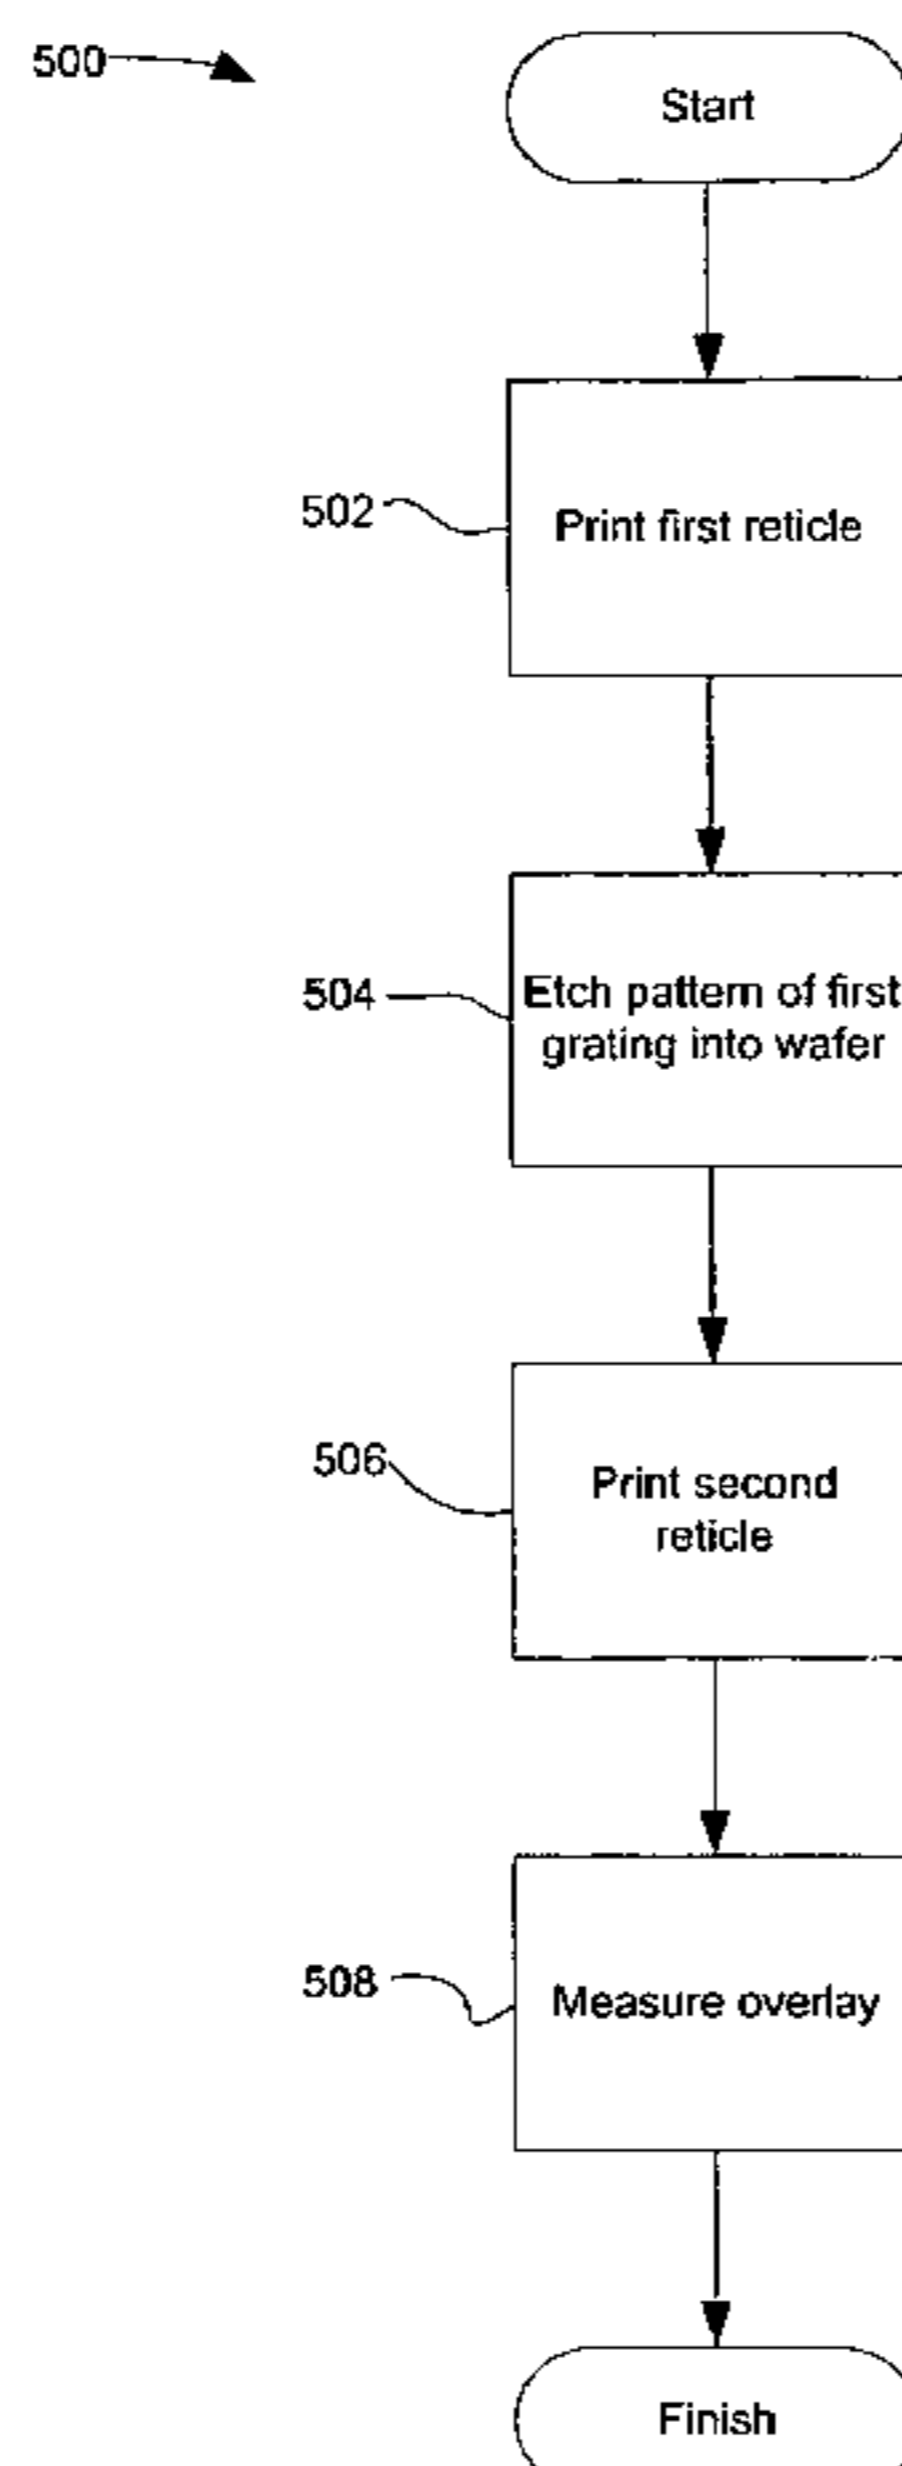 500
Start
502
Print first reticle
504
Etch pattern of first
grating into wafer
506
Print second
reticle
508
Measure overlay
Finish